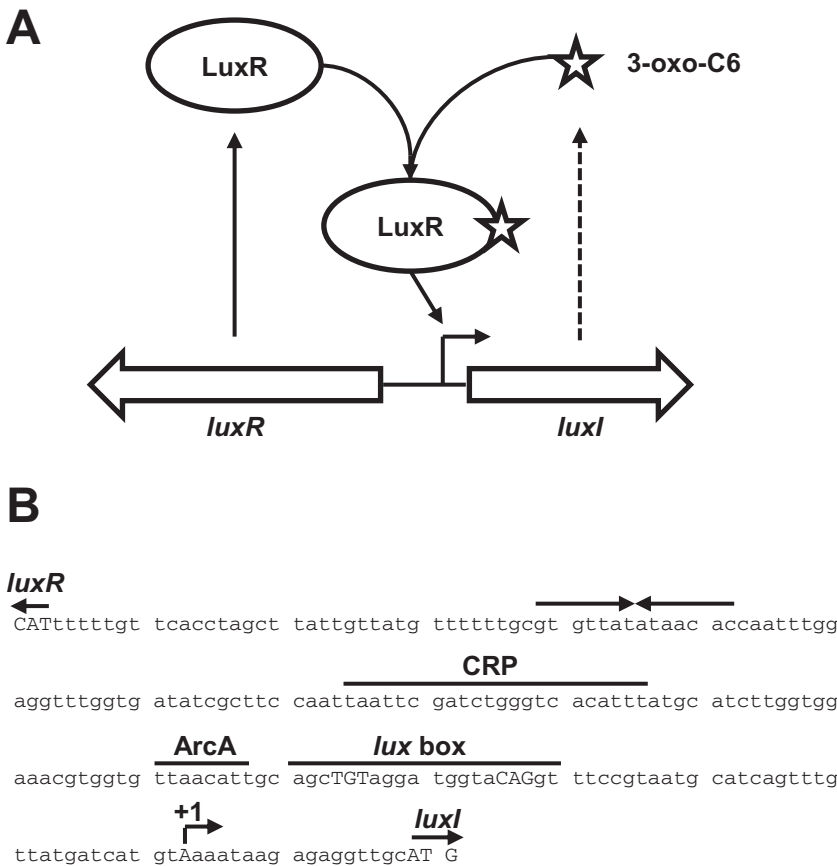 A
LuxR
3-oxo-C6
LuxR
luxR
luxI
B
luxR
CATtttttgt tcacctagct tattgttatg ttttttgcgt gttatataac accaatttgg
CRP
aggtttggtg atatcgcttc caattaattc gatctgggtc acatttatgc atcttggtgg
ArcA lux box
aaacgtggtg ttaacattgc agcTGTagga tggtaCAGgt ttccgtaatg catcagtttg
+1 luxI
ttatgatcat gtAaaataag agaggttgcAT G